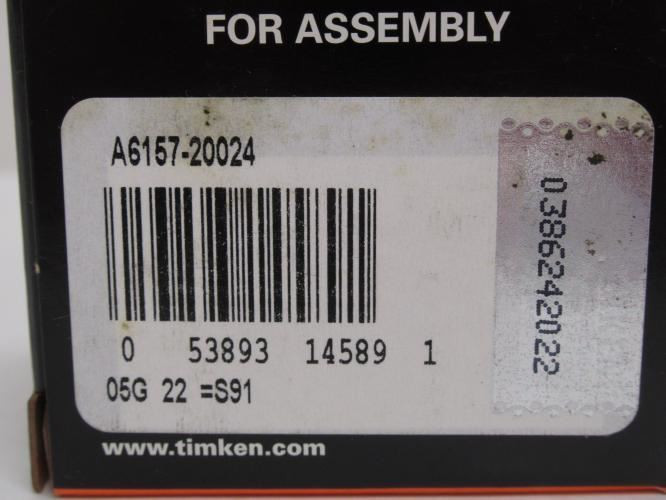 FOR ASSEMBLY
A6157-20024
0 53893 14589 1
05G 22 =S91
0386242022
www.timken.com